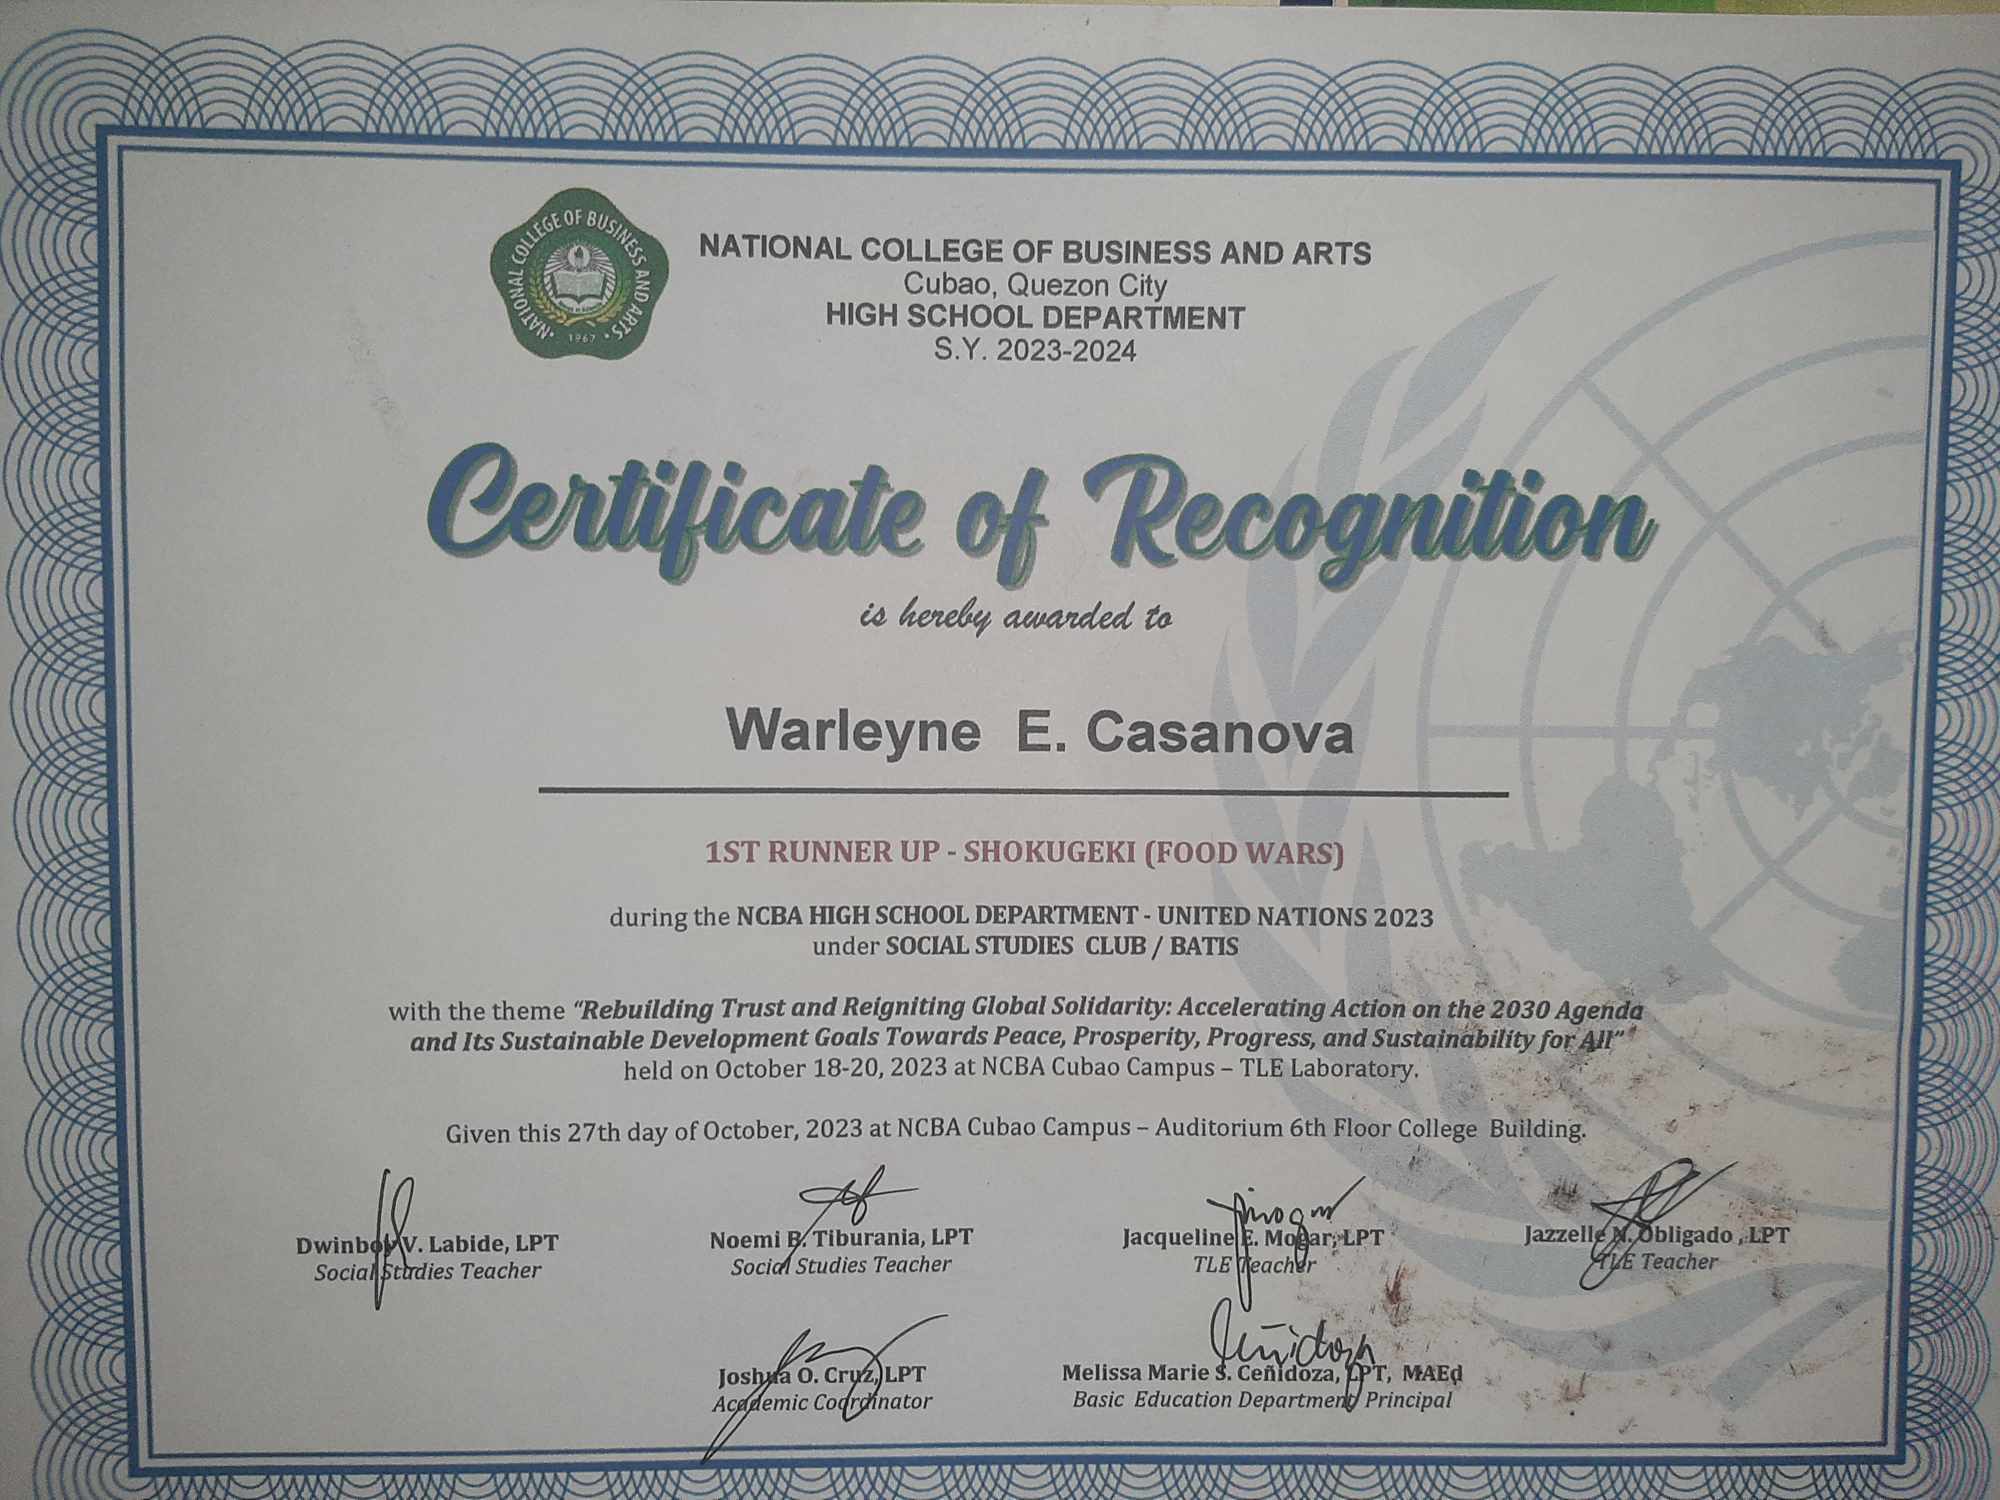 NATIONAL COLLEGE OF BUSINESS AND ARTS
1967
NATIONAL COLLEGE OF BUSINESS AND ARTS
Cubao, Quezon City
HIGH SCHOOL DEPARTMENT
S.Y. 2023-2024
Certificate of Recognition
is hereby awarded to
Warleyne E. Casanova
1ST RUNNER UP - SHOKUGEKI (FOOD WARS)
during the NCBA HIGH SCHOOL DEPARTMENT - UNITED NATIONS 2023
under SOCIAL STUDIES CLUB / BATIS
with the theme “Rebuilding Trust and Reigniting Global Solidarity: Accelerating Action on the 2030 Agenda
and Its Sustainable Development Goals Towards Peace, Prosperity, Progress, and Sustainability for All”
held on October 18-20, 2023 at NCBA Cubao Campus – TLE Laboratory.
Given this 27th day of October, 2023 at NCBA Cubao Campus – Auditorium 6th Floor College Building.
Dwinboy V. Labide, LPT
Social Studies Teacher
Noemi B. Tiburania, LPT
Social Studies Teacher
Jacqueline E. Mogar, LPT
TLE Teacher
Jazzelle N. Obligado, LPT
TLE Teacher
Joshua O. Cruz, LPT
Academic Coordinator
Melissa Marie S. Ceñidoza, LPT, MAEd
Basic Education Department Principal